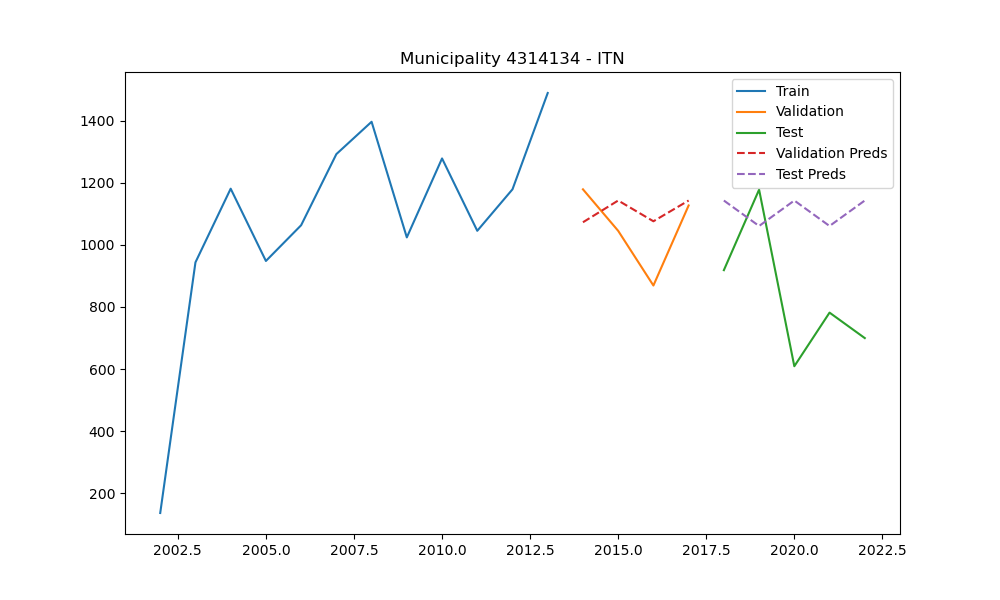 Municipality 4314134 - ITN
Train
Validation
Test
Validation Preds
Test Preds
1400
1200
1000
800
600
400
200
2002.5 2005.0 2007.5 2010.0 2012.5 2015.0 2017.5 2020.0 2022.5